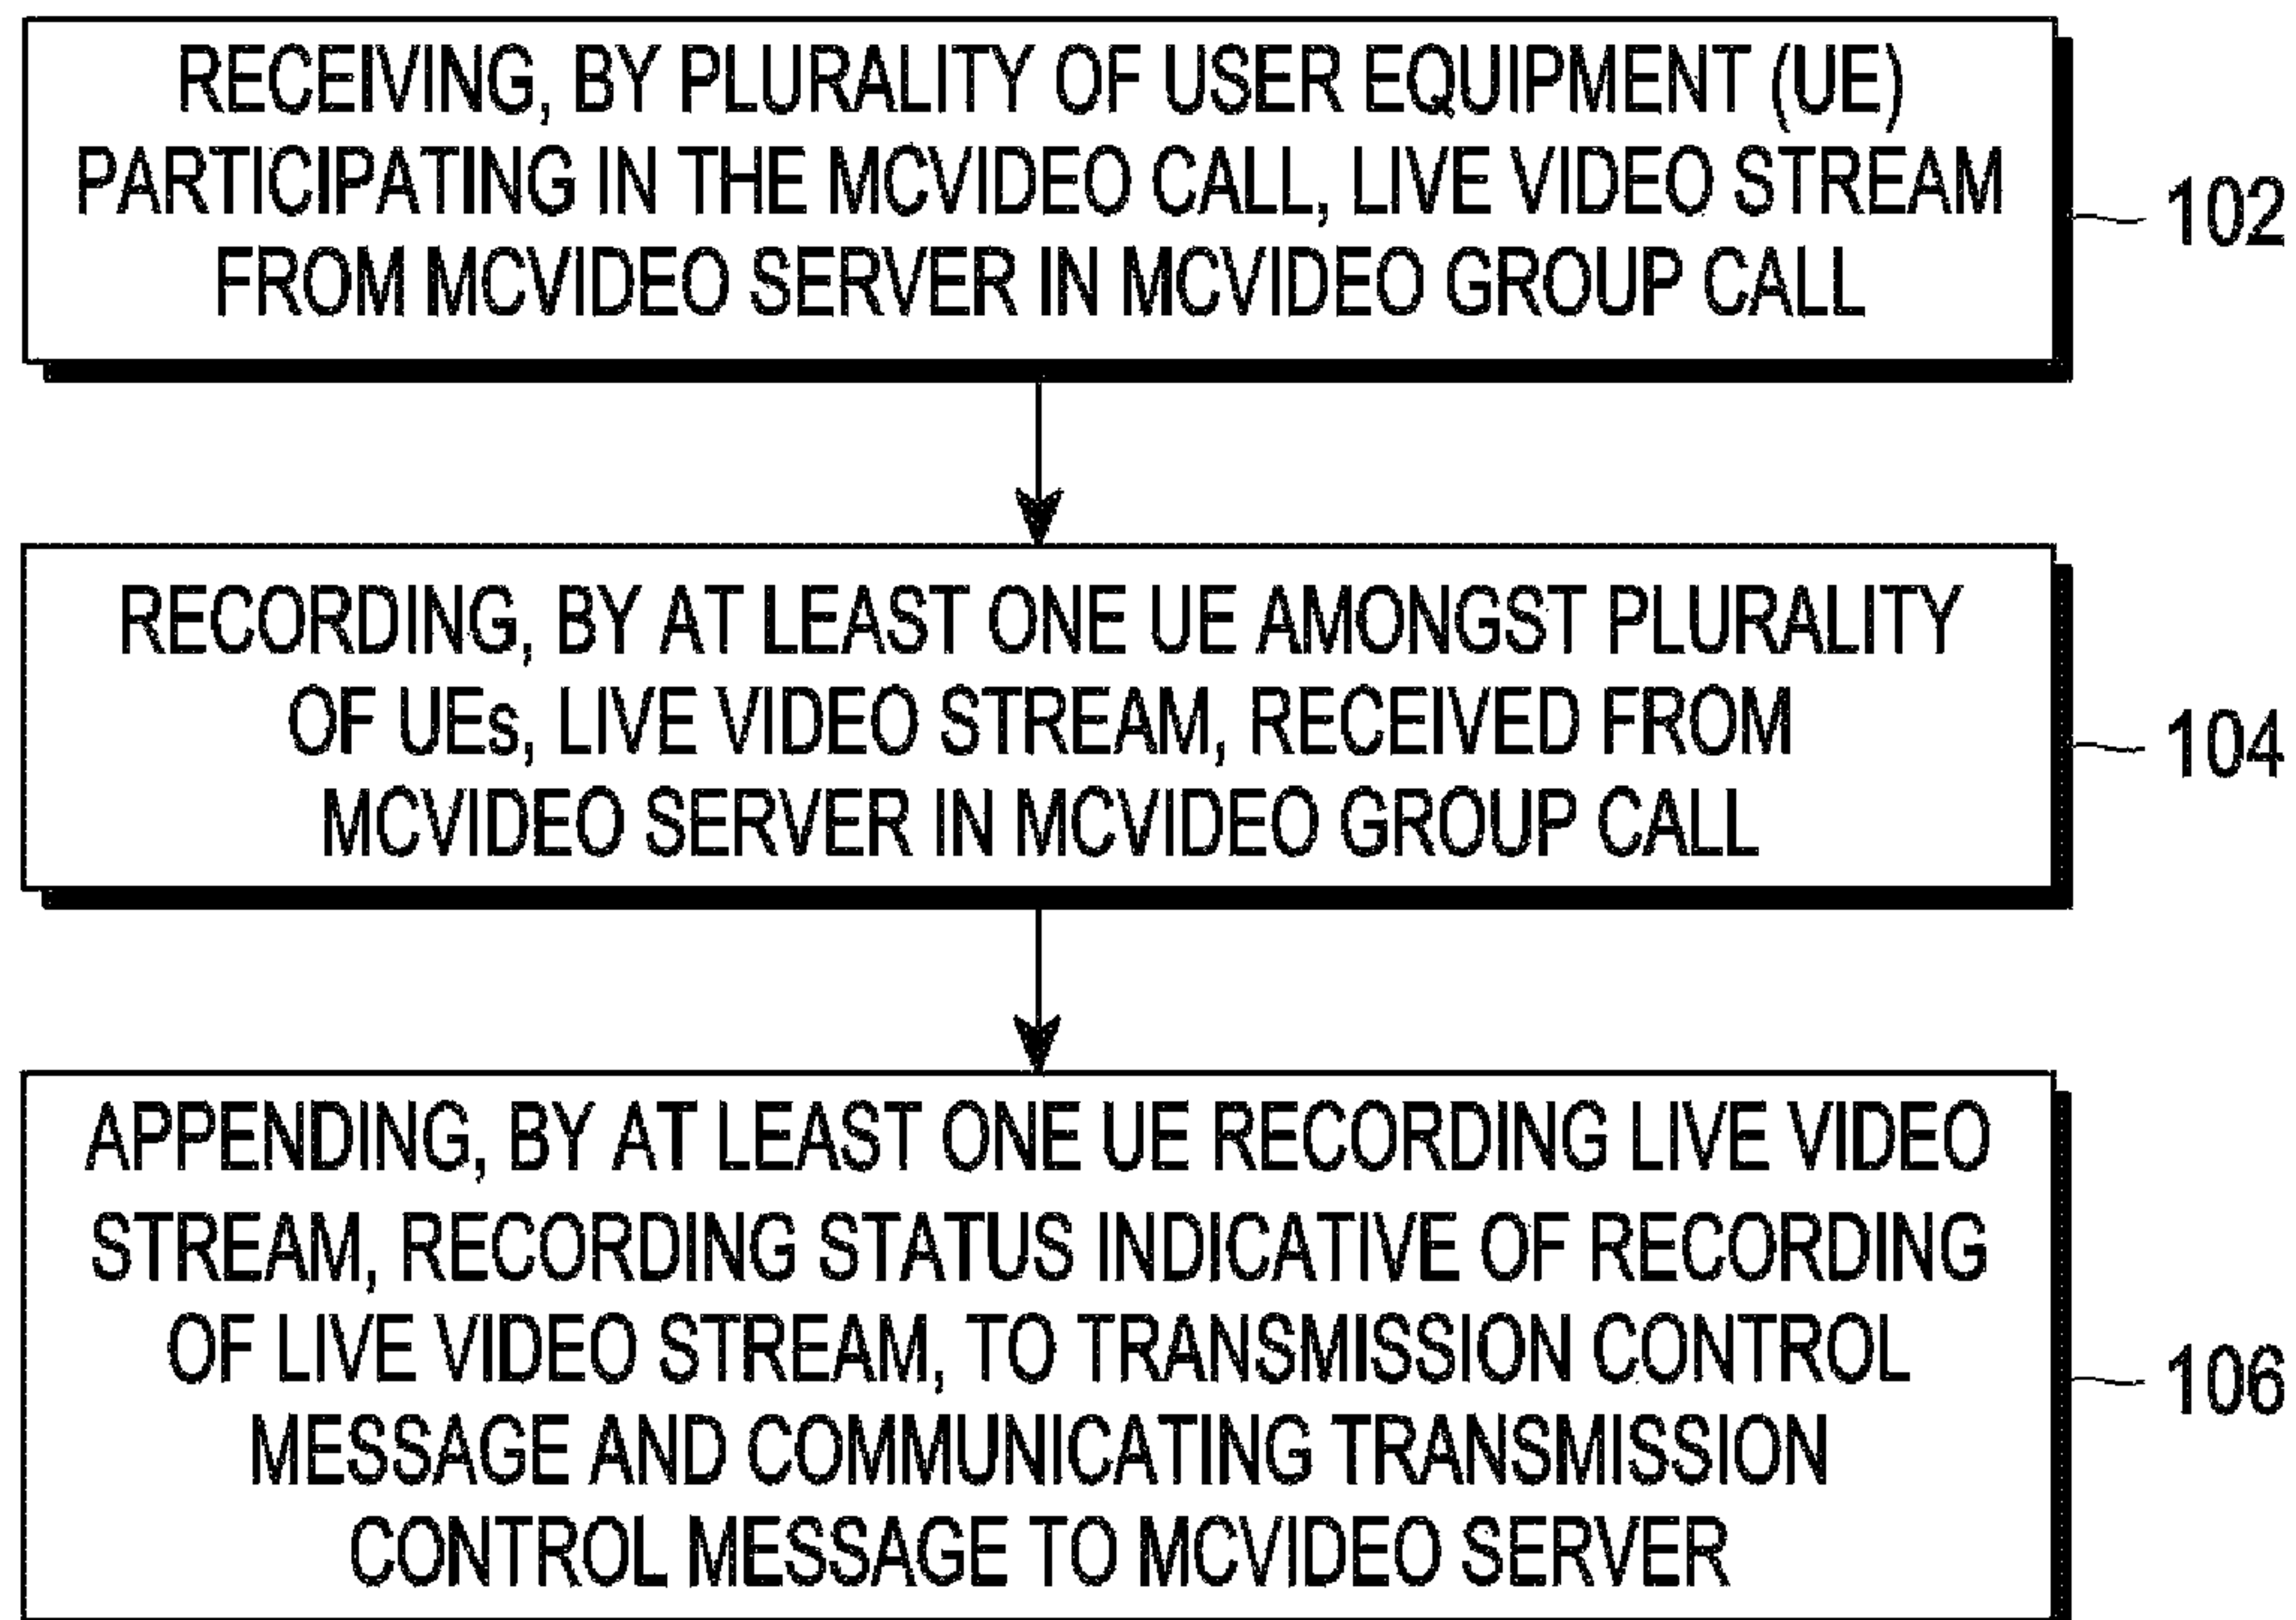 RECEIVING, BY PLURALITY OF USER EQUIPMENT (UE)
PARTICIPATING IN THE MCVIDEO CALL, LIVE VIDEO STREAM
FROM MCVIDEO SERVER IN MCVIDEO GROUP CALL
102
RECORDING, BY AT LEAST ONE UE AMONGST PLURALITY
OF UEs, LIVE VIDEO STREAM, RECEIVED FROM
MCVIDEO SERVER IN MCVIDEO GROUP CALL
104
APPENDING, BY AT LEAST ONE UE RECORDING LIVE VIDEO
STREAM, RECORDING STATUS INDICATIVE OF RECORDING
OF LIVE VIDEO STREAM, TO TRANSMISSION CONTROL
MESSAGE AND COMMUNICATING TRANSMISSION
CONTROL MESSAGE TO MCVIDEO SERVER
106